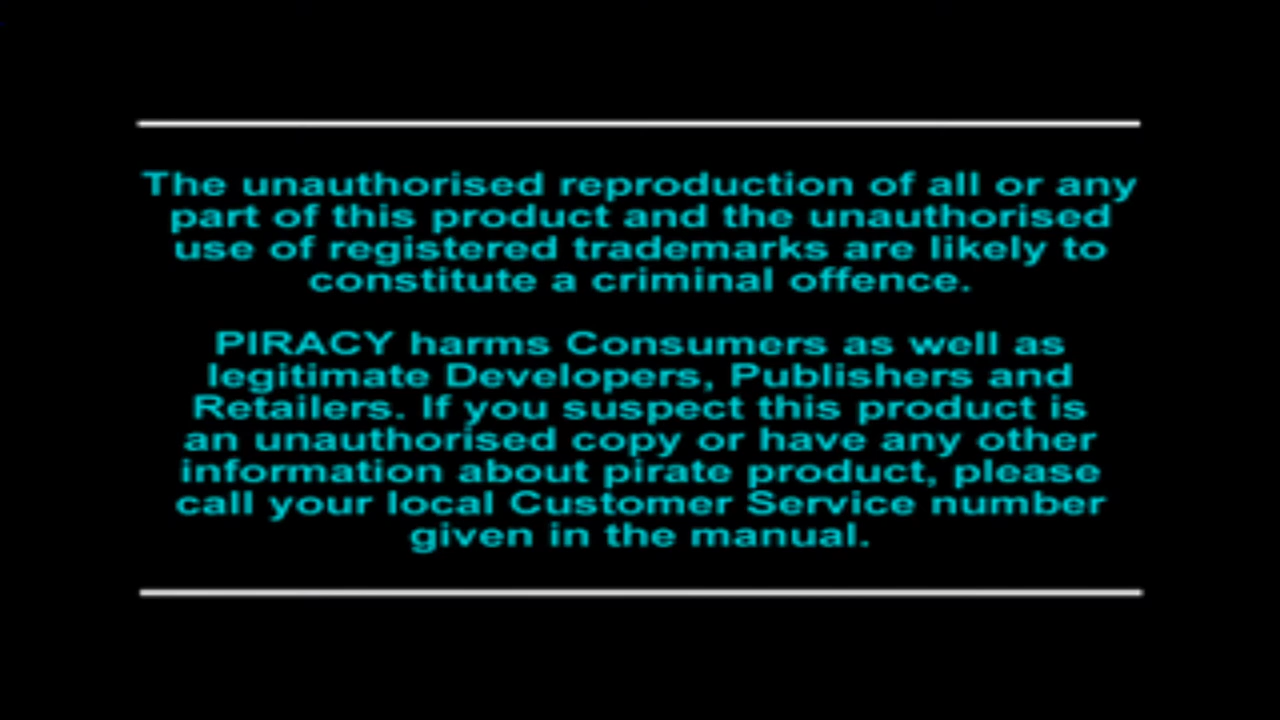 The unauthorised reproduction of all or any
part of this product and the unauthorised
use of registered trademarks are likely to
constitute a criminal offence.
PIRACY harms Consumers as well as
legitimate Developers, Publishers and
Retailers. If you suspect this product is
an unauthorised copy or have any other
information about pirate product, please
call your local Customer Service number
given in the manual.